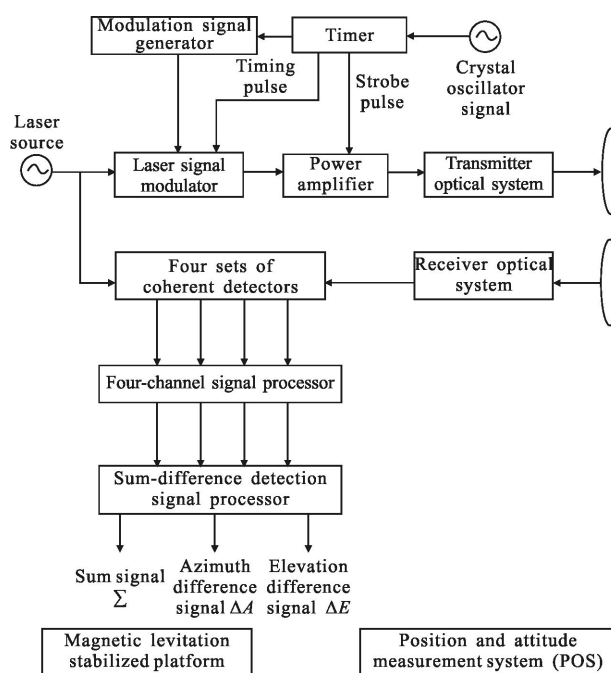 Modulation signal
generator
Timer
Crystal
oscillator
signal
Timing
pulse
Strobe
pulse
Laser
source
Laser signal
modulator
Power
amplifier
Transmitter
optical system
Four sets of
coherent detectors
Receiver optical
system
Four-channel signal processor
Sum-difference detection
signal processor
Sum signal
∑
Azimuth
difference
signal ΔA
Elevation
difference
signal ΔE
Magnetic levitation
stabilized platform
Position and attitude
measurement system (POS)